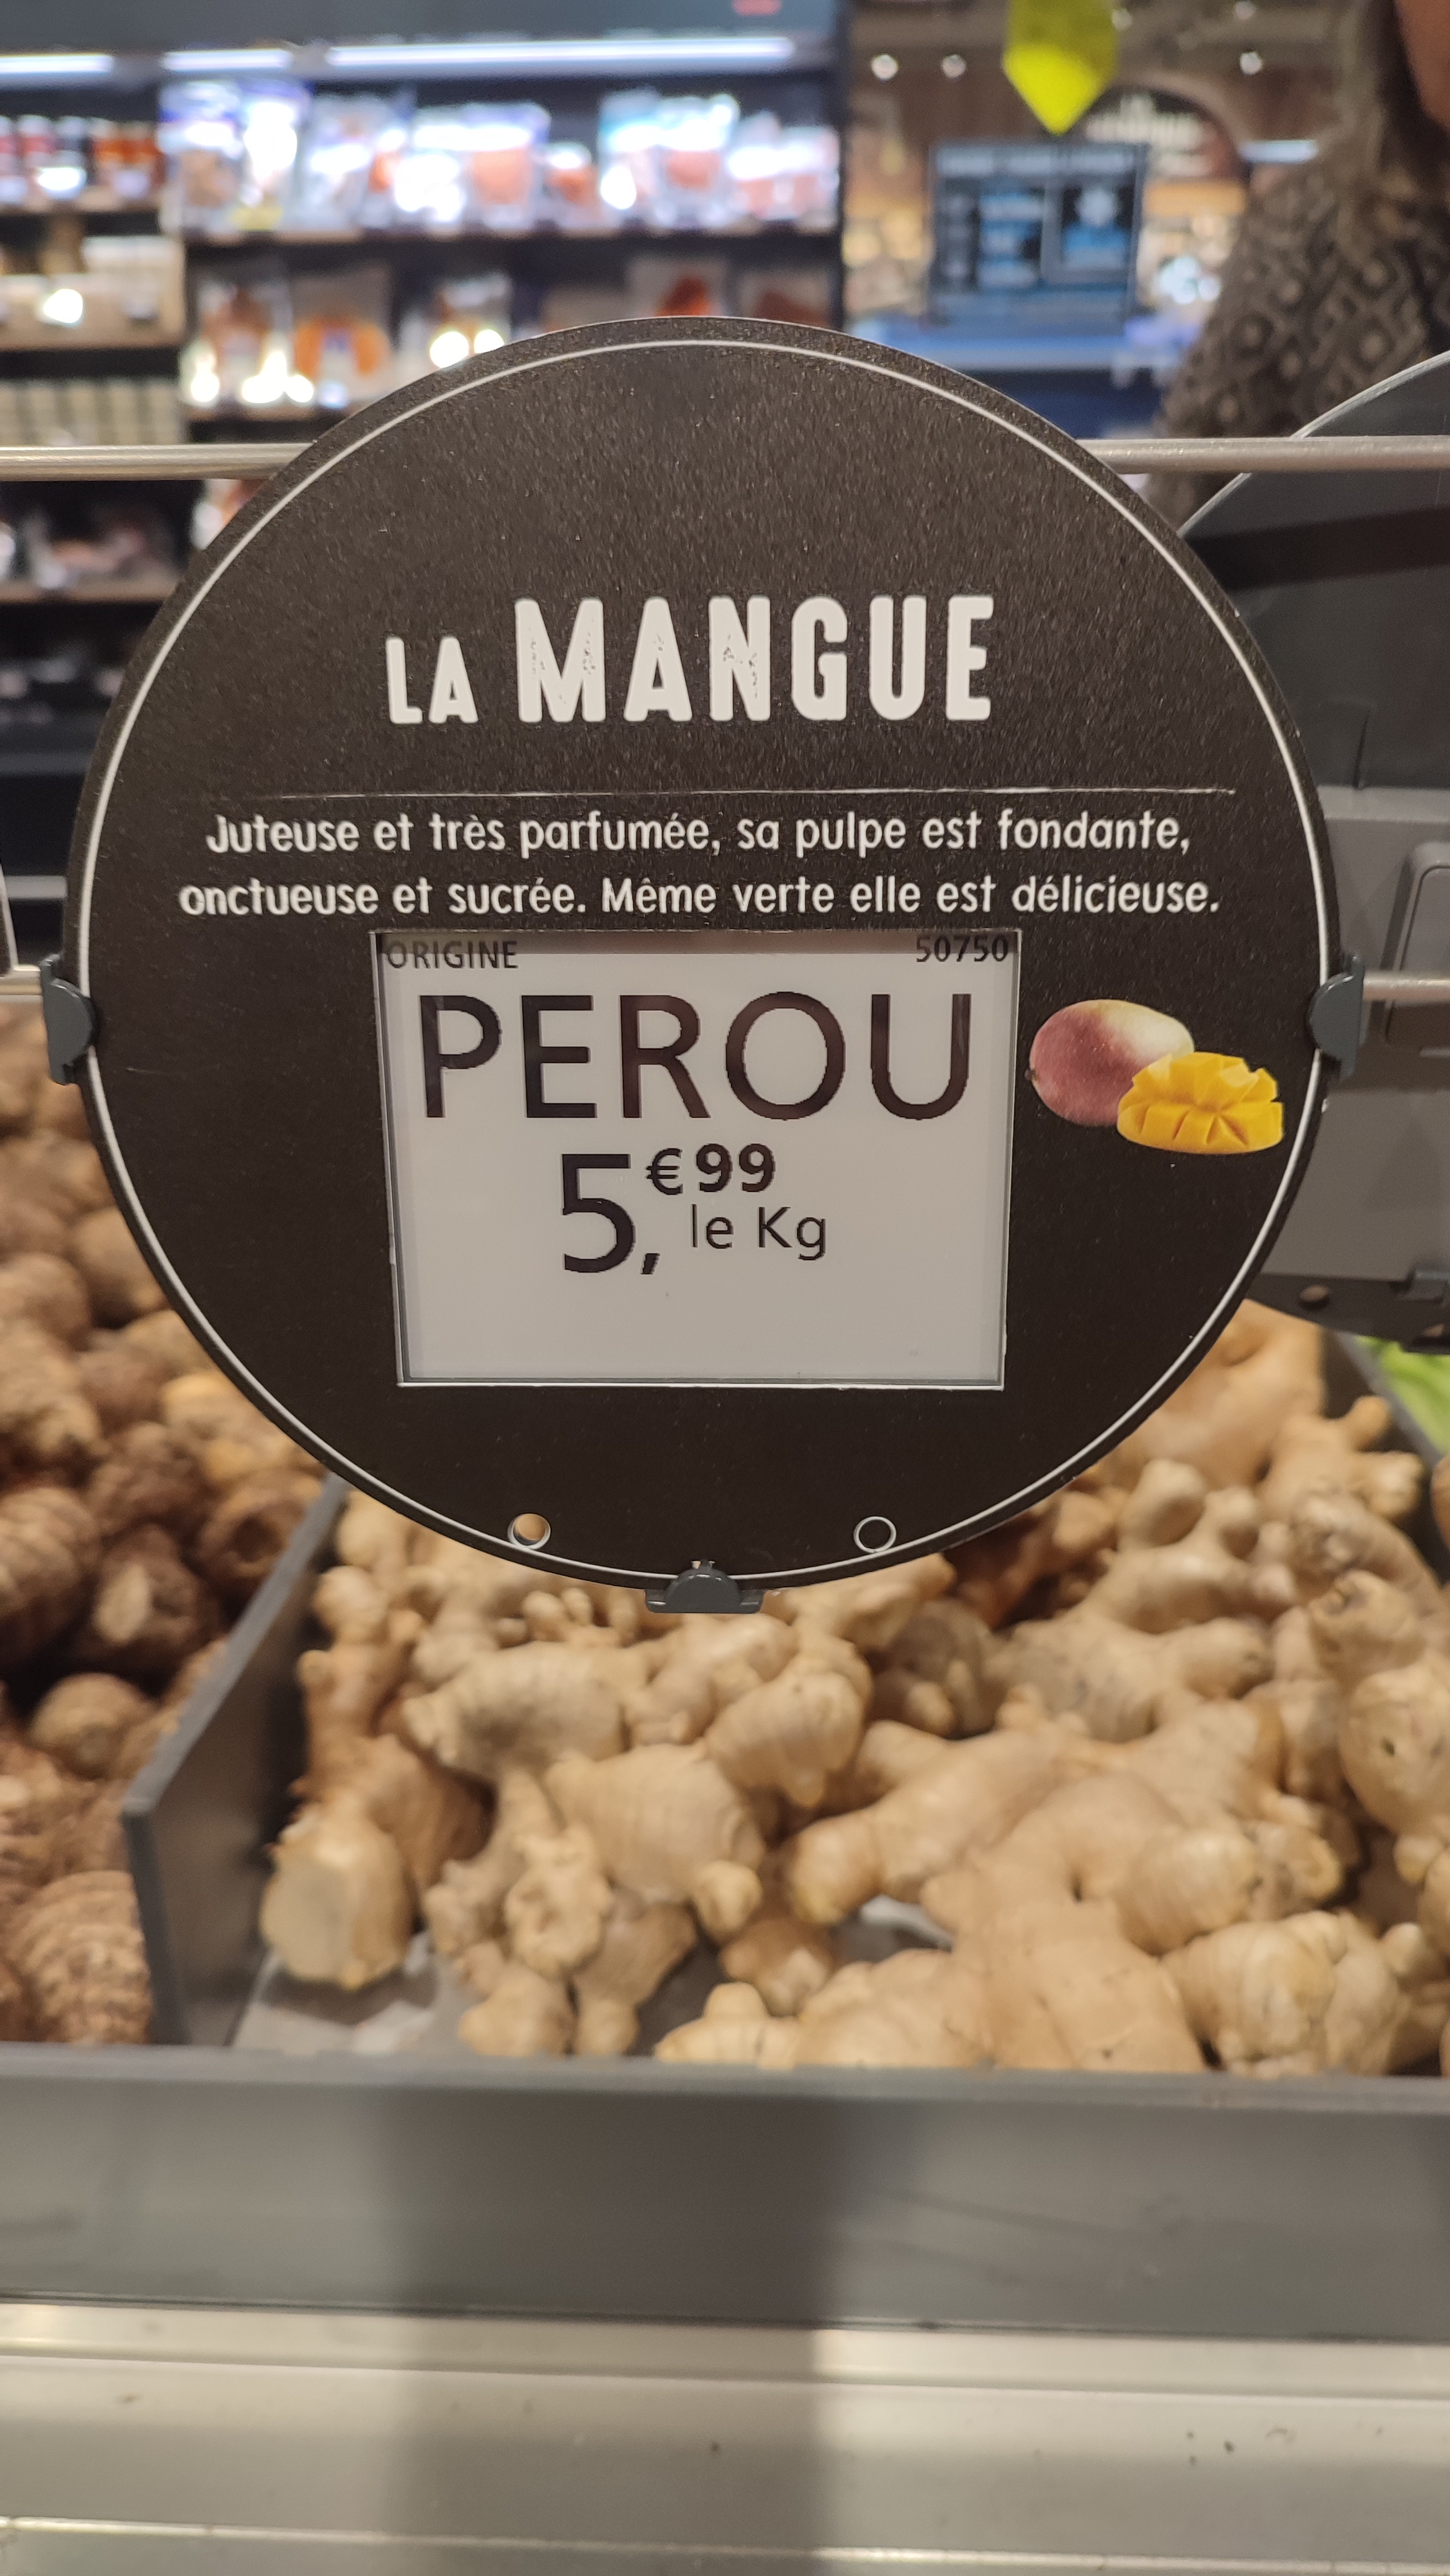 LA MANGUE
Juteuse et très parfumée, sa pulpe est fondante,
onctueuse et sucrée. Même verte elle est délicieuse.
ORIGINE 50750
PEROU
5,€99
le Kg